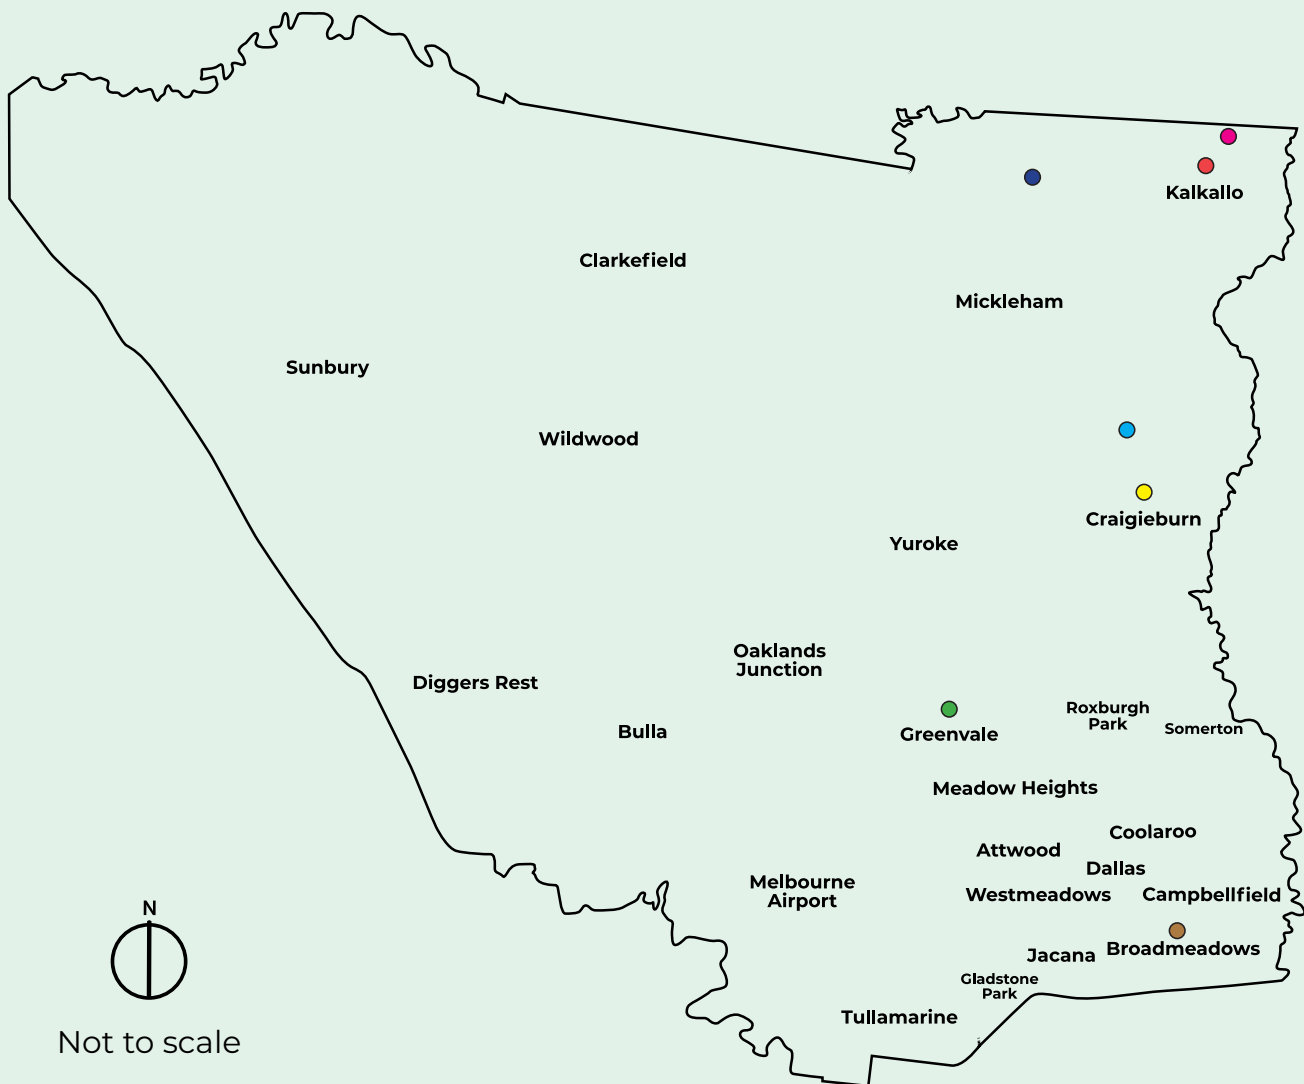 Kalkallo
Clarkefield
Mickleham
Sunbury
Wildwood
Craigieburn
Yuroke
Oaklands
Junction
Diggers Rest
Roxburgh
Park
Somerton
Bulla
Greenvale
Meadow Heights
Coolaroo
Attwood
Dallas
Melbourne
Airport
Westmeadows
Campbellfield
N
Broadmeadows
Jacana
Gladstone
Park
Tullamarine
Not to scale